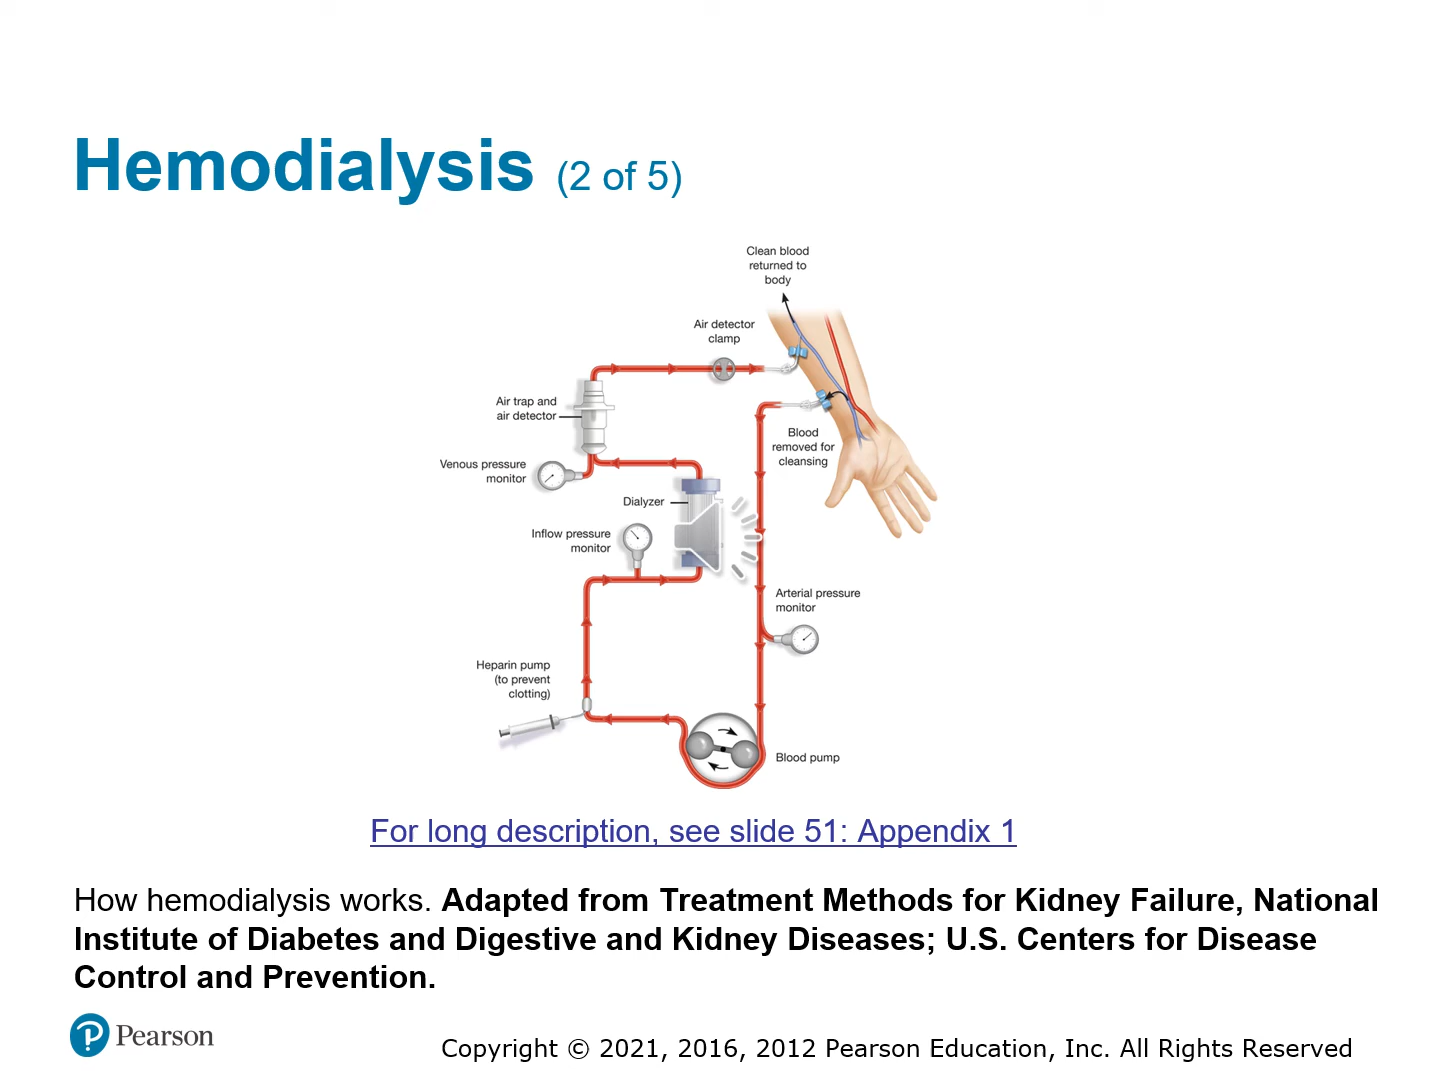 Hemodialysis (2 of 5)
Clean blood
returned to
body
Air detector
clamp
Air trap and
air detector
Blood
removed for
cleansing
Venous pressure
monitor
Dialyzer
Inflow pressure
monitor
Arterial pressure
monitor
Heparin pump
(to prevent
clotting)
Blood pump
For long description, see slide 51: Appendix 1
How hemodialysis works. Adapted from Treatment Methods for Kidney Failure, National
Institute of Diabetes and Digestive and Kidney Diseases; U.S. Centers for Disease
Control and Prevention.
P Pearson
Copyright © 2021, 2016, 2012 Pearson Education, Inc. All Rights Reserved